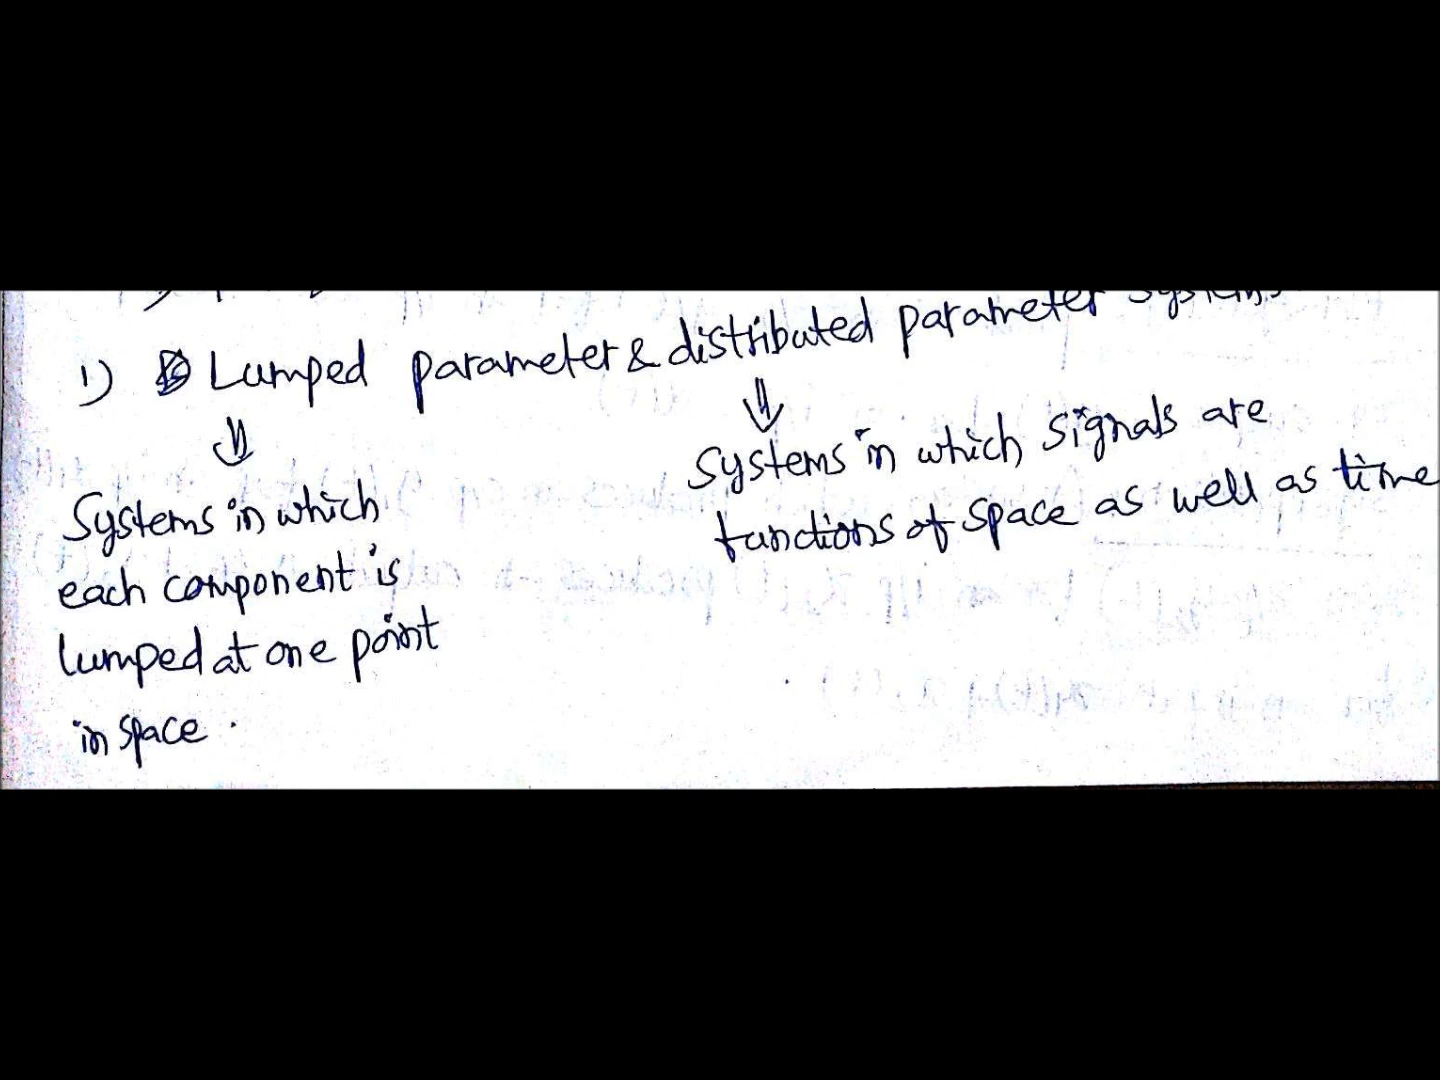 1) Lumped parameter & distributed parameter systems
⇓
Systems in which
each component is
lumped at one point
in space.
⇓
Systems in which signals are
functions of space as well as time